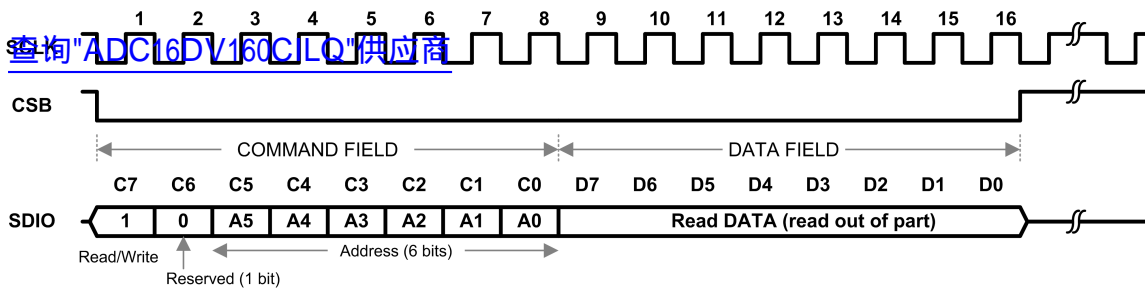 1 2 3 4 5 6 7 8 9 10 11 12 13 14 15 16
SCLK
查询"ADC16DV160CILQ"供应商
CSB
COMMAND FIELD DATA FIELD
C7 C6 C5 C4 C3 C2 C1 C0 D7 D6 D5 D4 D3 D2 D1 D0
SDIO 1 0 A5 A4 A3 A2 A1 A0 Read DATA (read out of part)
Read/Write Address (6 bits)
Reserved (1 bit)